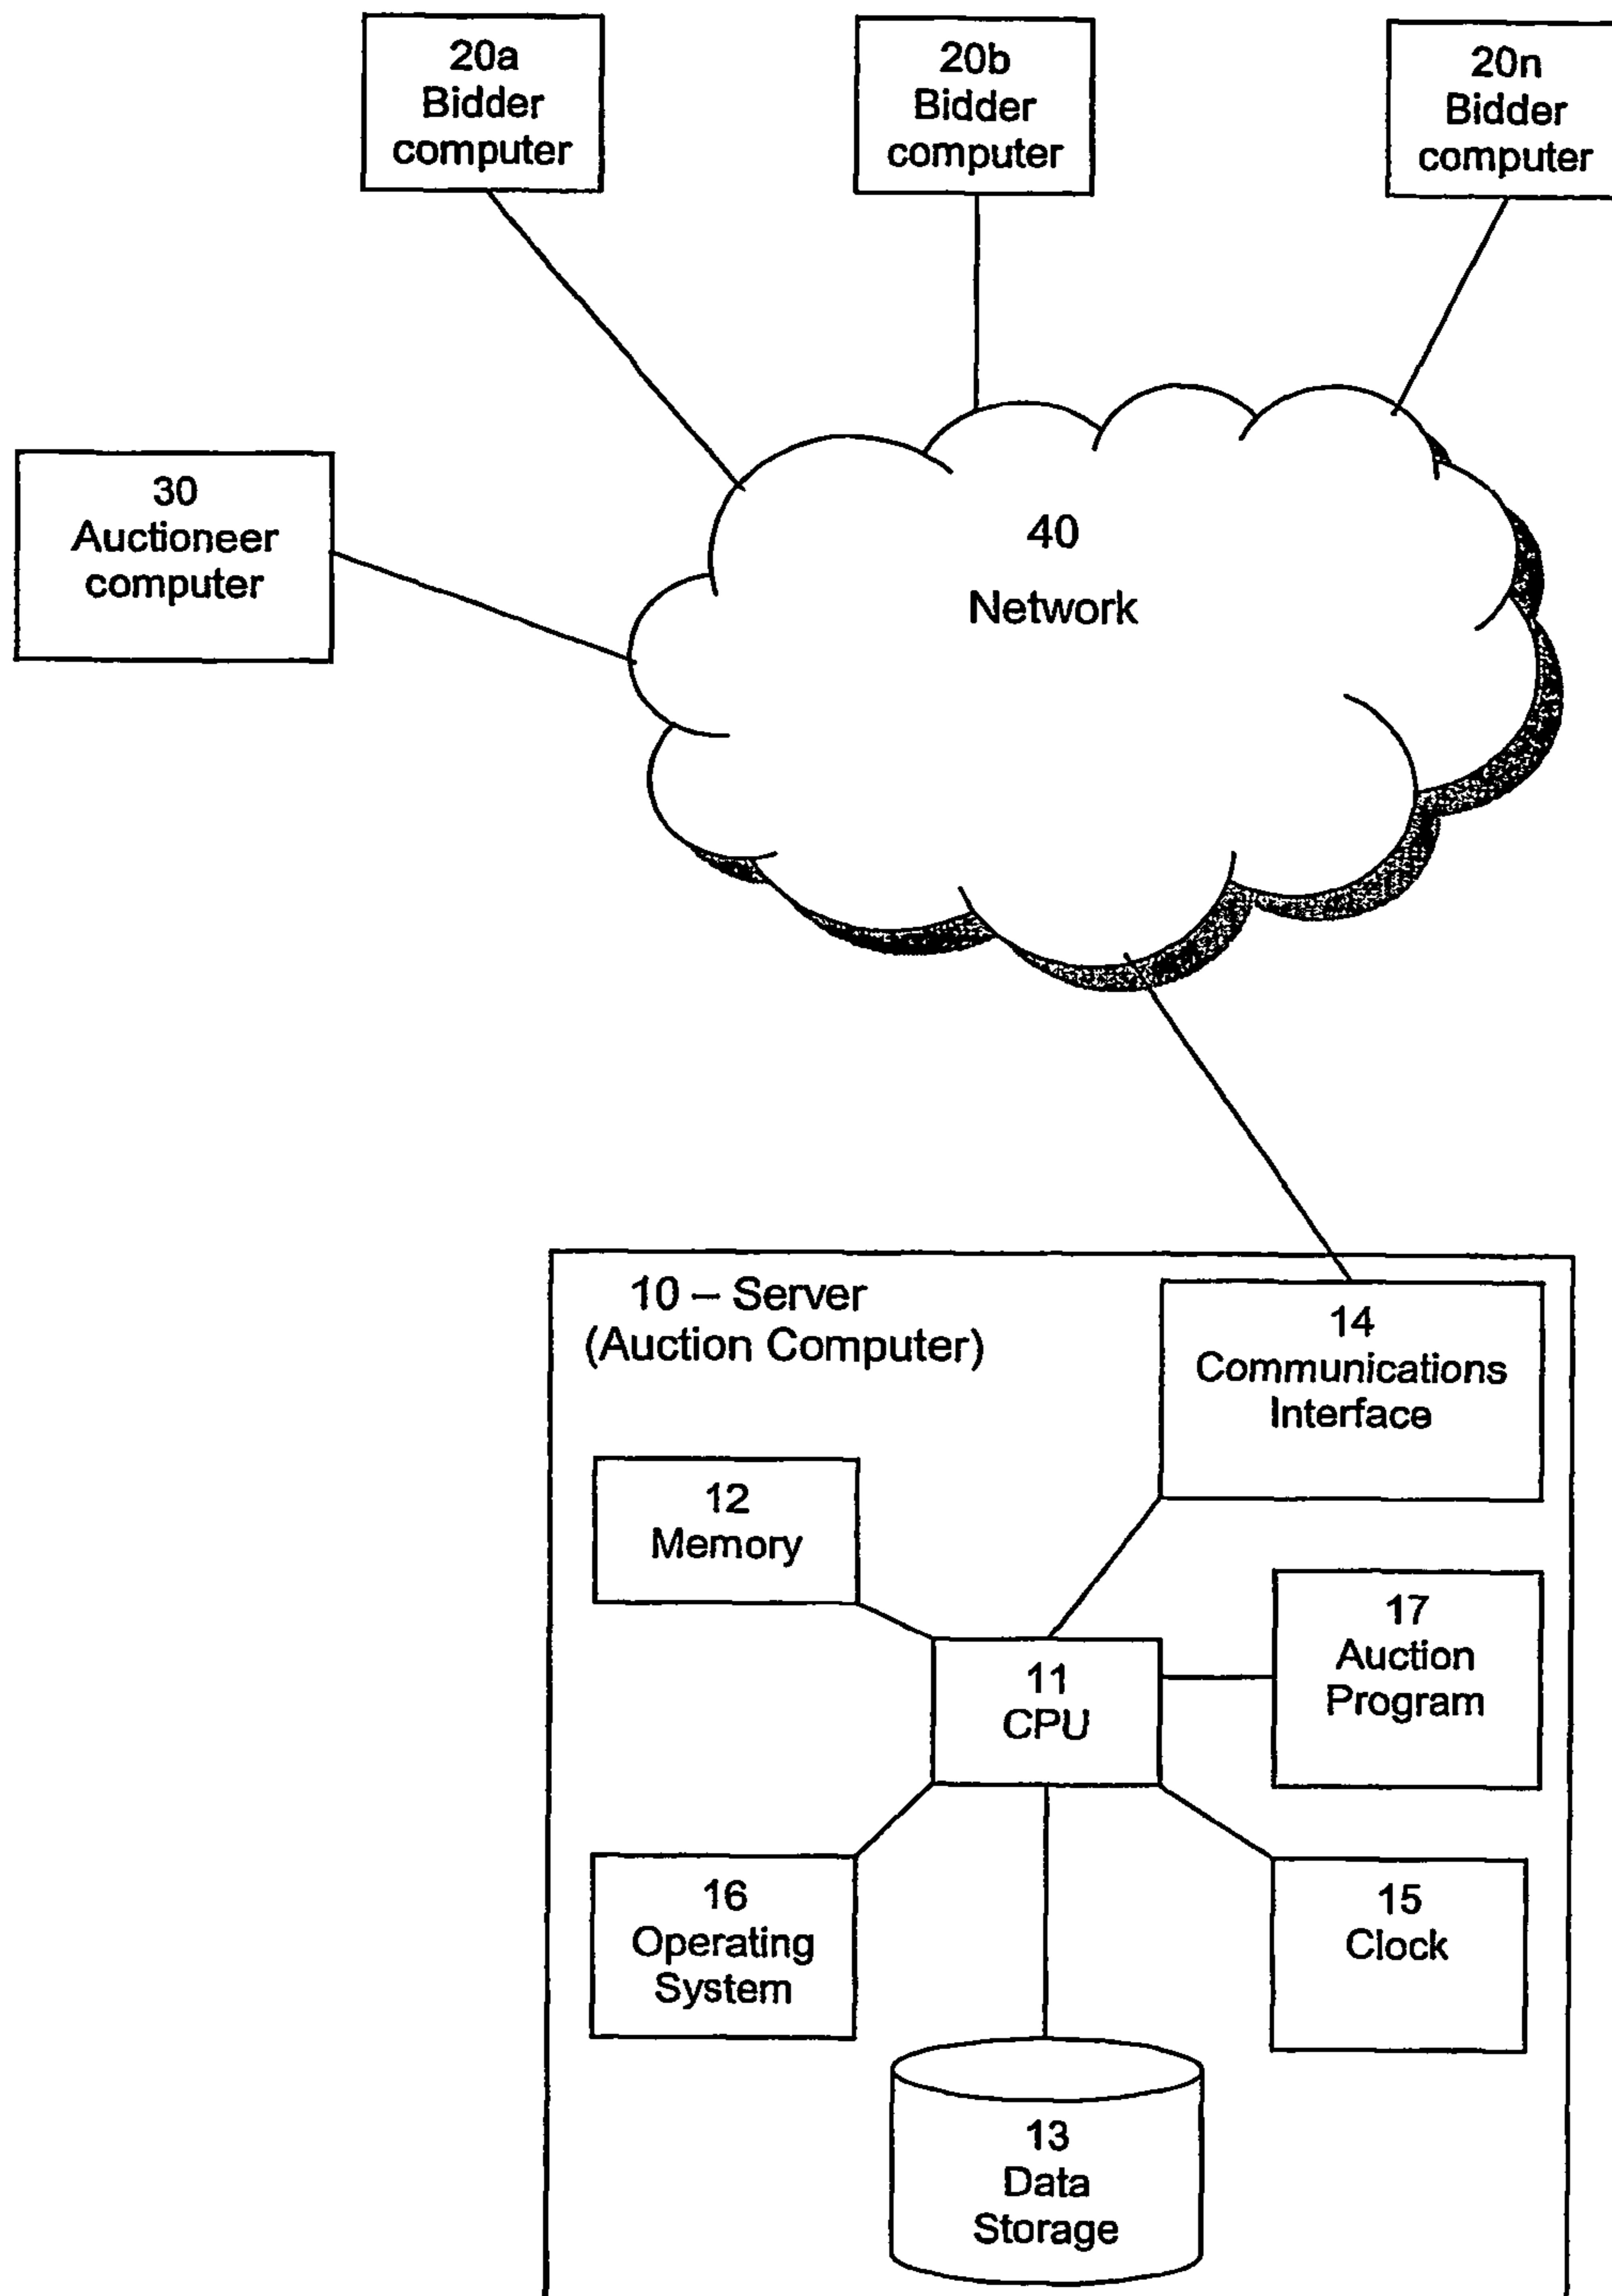 20a
Bidder
computer
20b
Bidder
computer
20n
Bidder
computer
30
Auctioneer
computer
40
Network
10 – Server
(Auction Computer)
14
Communications
Interface
12
Memory
17
Auction
Program
11
CPU
16
Operating
System
15
Clock
13
Data
Storage